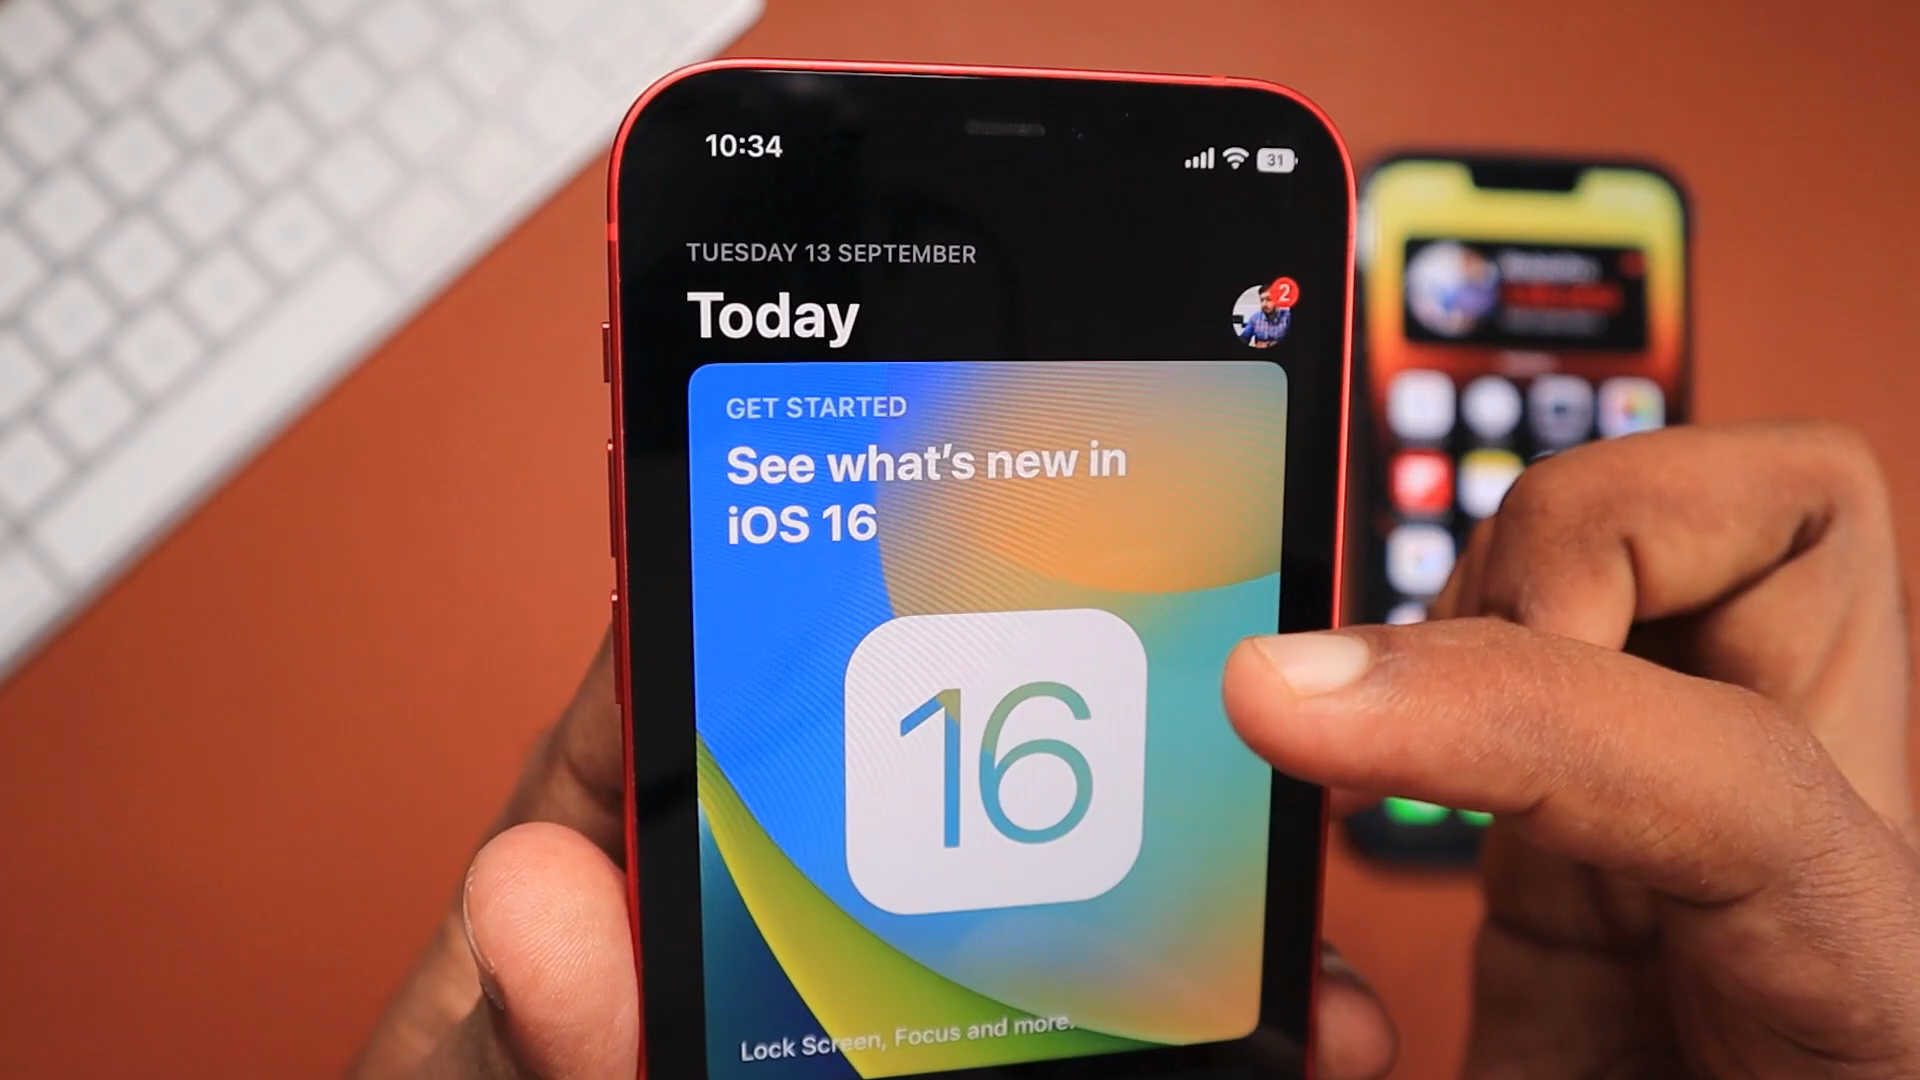 10:34
31
TUESDAY 13 SEPTEMBER
Today
2
GET STARTED
See what's new in
iOS 16
16
Lock Screen, Focus and more.